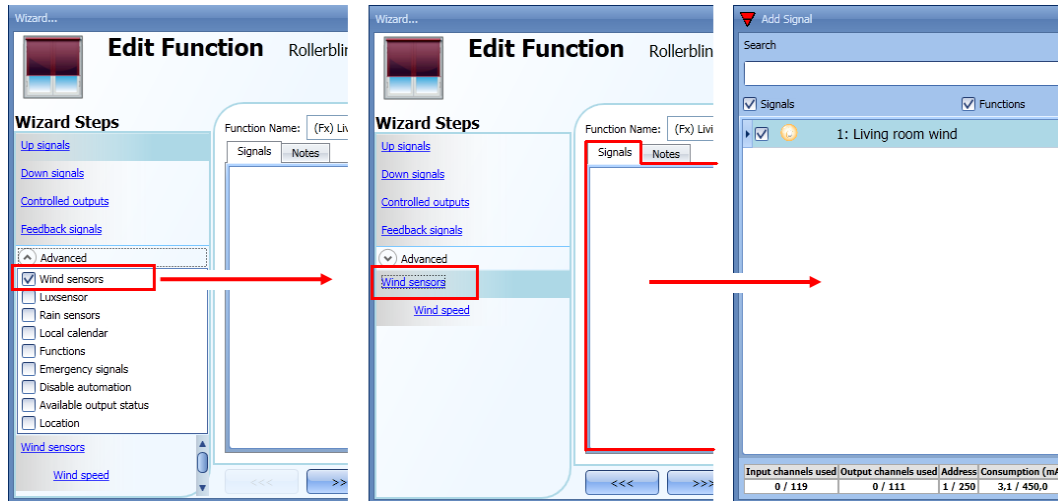 Wizard...
Edit Function Rollerblin
Wizard Steps
Up signals
Down signals
Controlled outputs
Feedback signals
Advanced
Wind sensors
Luxsensor
Rain sensors
Local calendar
Functions
Emergency signals
Disable automation
Available output status
Location
Wind sensors
Wind speed
Function Name: (Fx) Liv
Signals Notes
<<< >>
Wizard...
Edit Function Rollerblin
Wizard Steps
Up signals
Down signals
Controlled outputs
Feedback signals
Advanced
Wind sensors
Wind speed
Function Name: (Fx) Livi
Signals Notes
<<< >>>
Add Signal
Search
Signals Functions
1: Living room wind
Input channels used Output channels used Address Consumption (mA
0 / 119 0 / 111 1 / 250 3,1 / 450,0